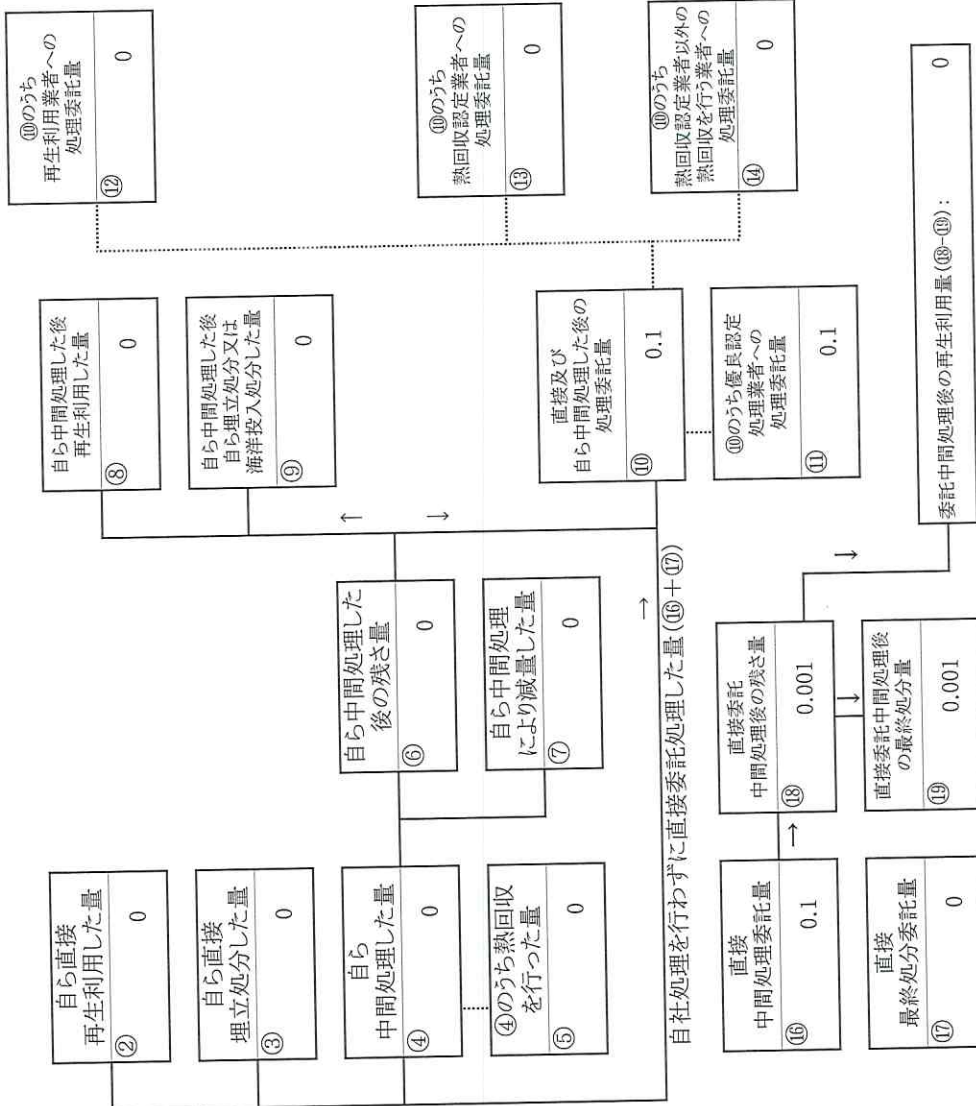 自ら直接
再生利用した量
② 0
自ら直接
埋立処分した量
③ 0
自ら
中間処理した量
④ 0
④のうち熱回収
を行った量
⑤ 0
自ら中間処理した
後の残さ量
⑥ 0
自ら中間処理
により減量した量
⑦ 0
自ら中間処理した後
再生利用した量
⑧ 0
自ら中間処理した後
自ら埋立処分又は
海洋投入処分した量
⑨ 0
直接及び
自ら中間処理した後の
処理委託量
⑩ 0.1
⑩のうち優良認定
処理業者への
処理委託量
⑪ 0.1
⑩のうち
再生利用業者への
処理委託量
⑫ 0
⑩のうち
熱回収認定業者への
処理委託量
⑬ 0
⑩のうち
熱回収認定業者以外の
熱回収を行う業者への
処理委託量
⑭ 0
自社処理を行わずに直接委託処理した量(⑯+⑰)
直接
中間処理委託量
⑯ 0.1
直接
最終処分委託量
⑰ 0
直接委託
中間処理後の残さ量
⑱ 0.001
直接委託中間処理後
の最終処分量
⑲ 0.001
委託中間処理後の再生利用量(⑱-⑲): 0